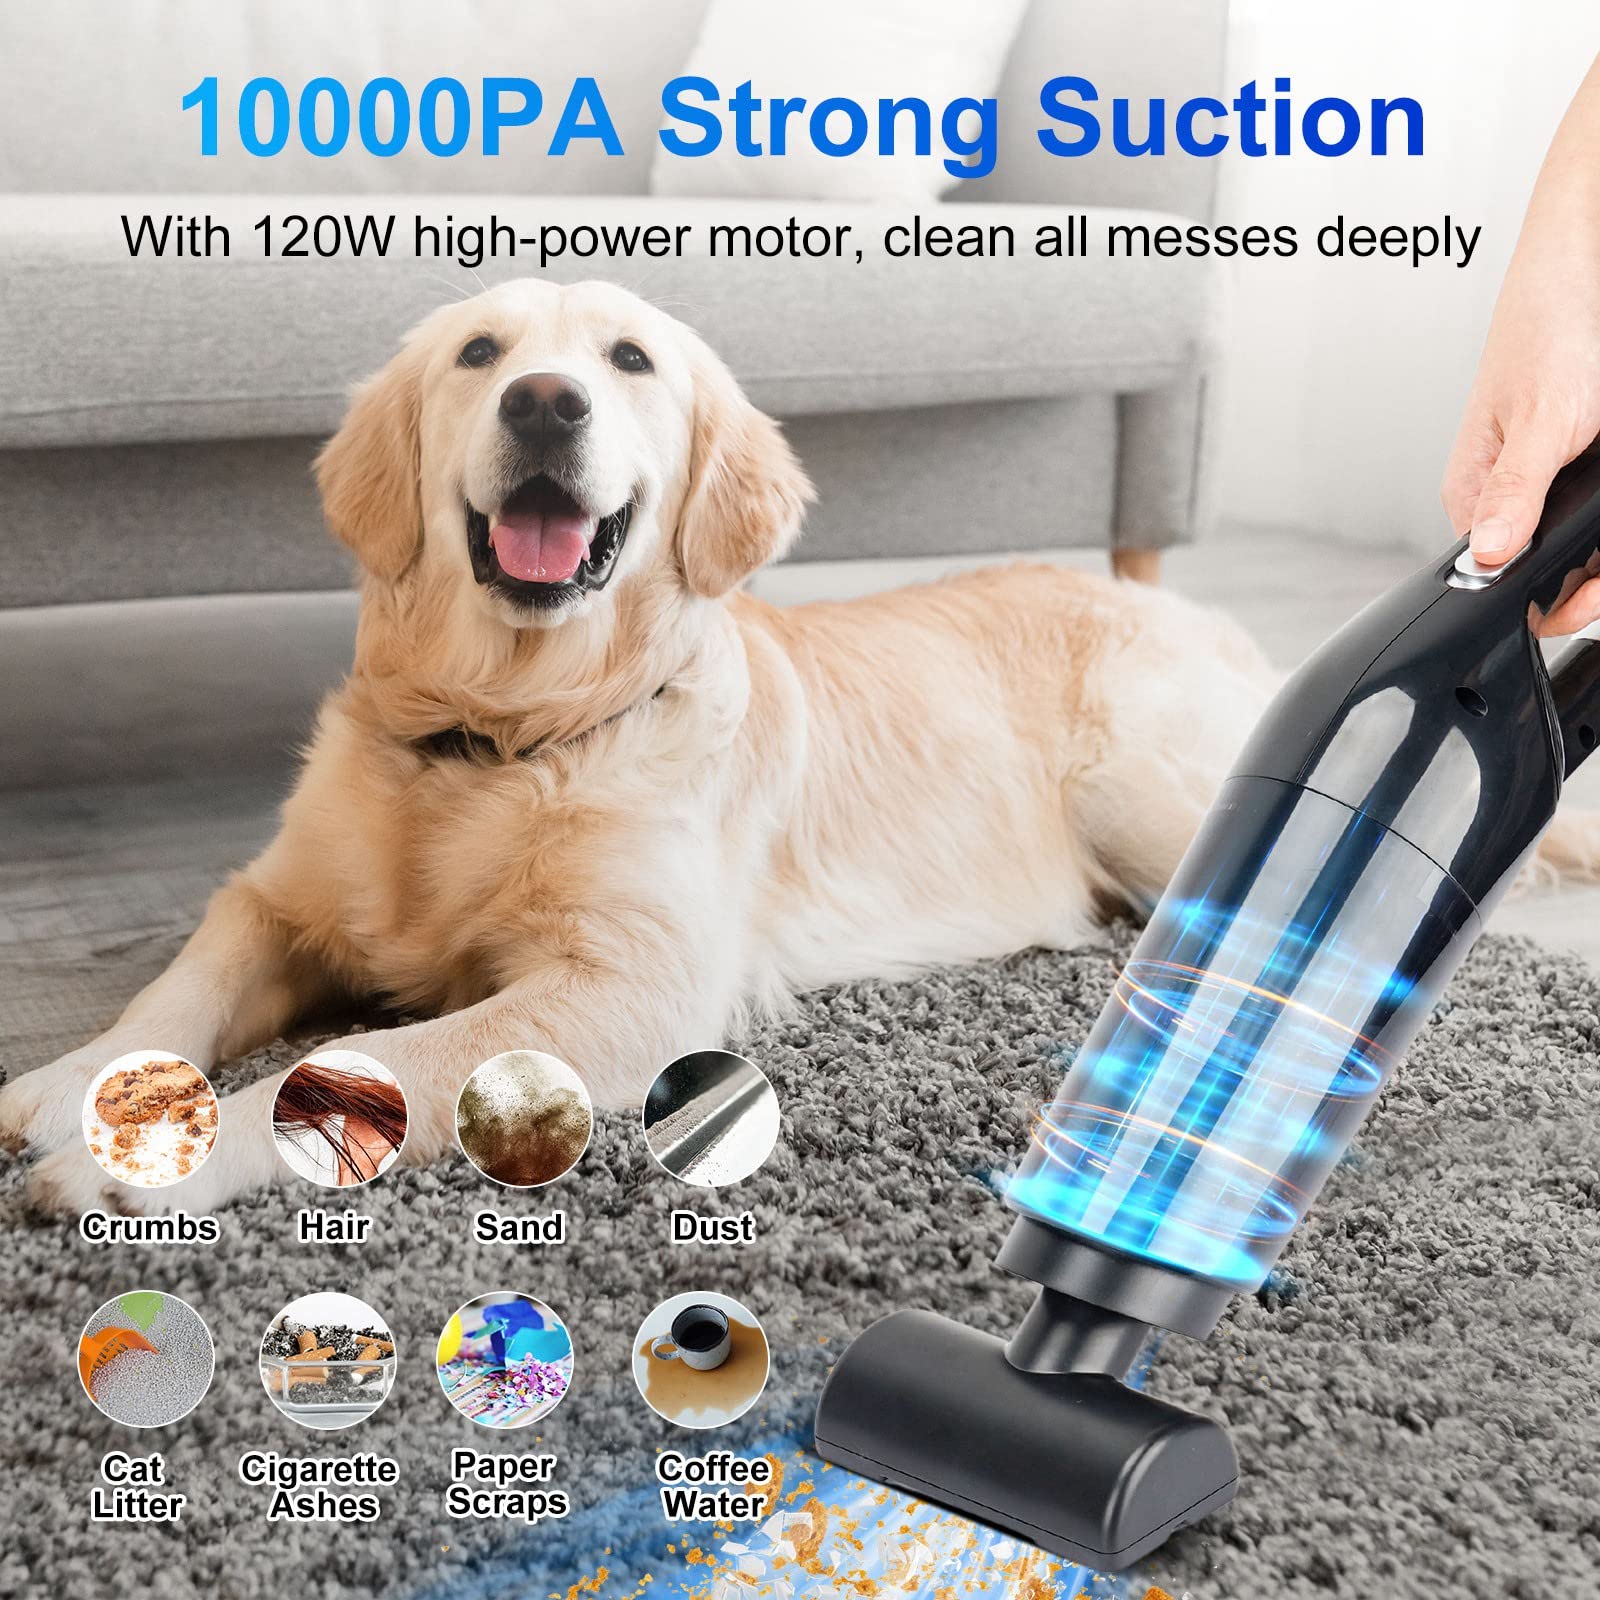 10000PA Strong Suction
With 120W high-power motor, clean all messes deeply
Crumbs
Hair
Sand
Dust
Cat
Litter
Cigarette
Ashes
Paper
Scraps
Coffee
Water